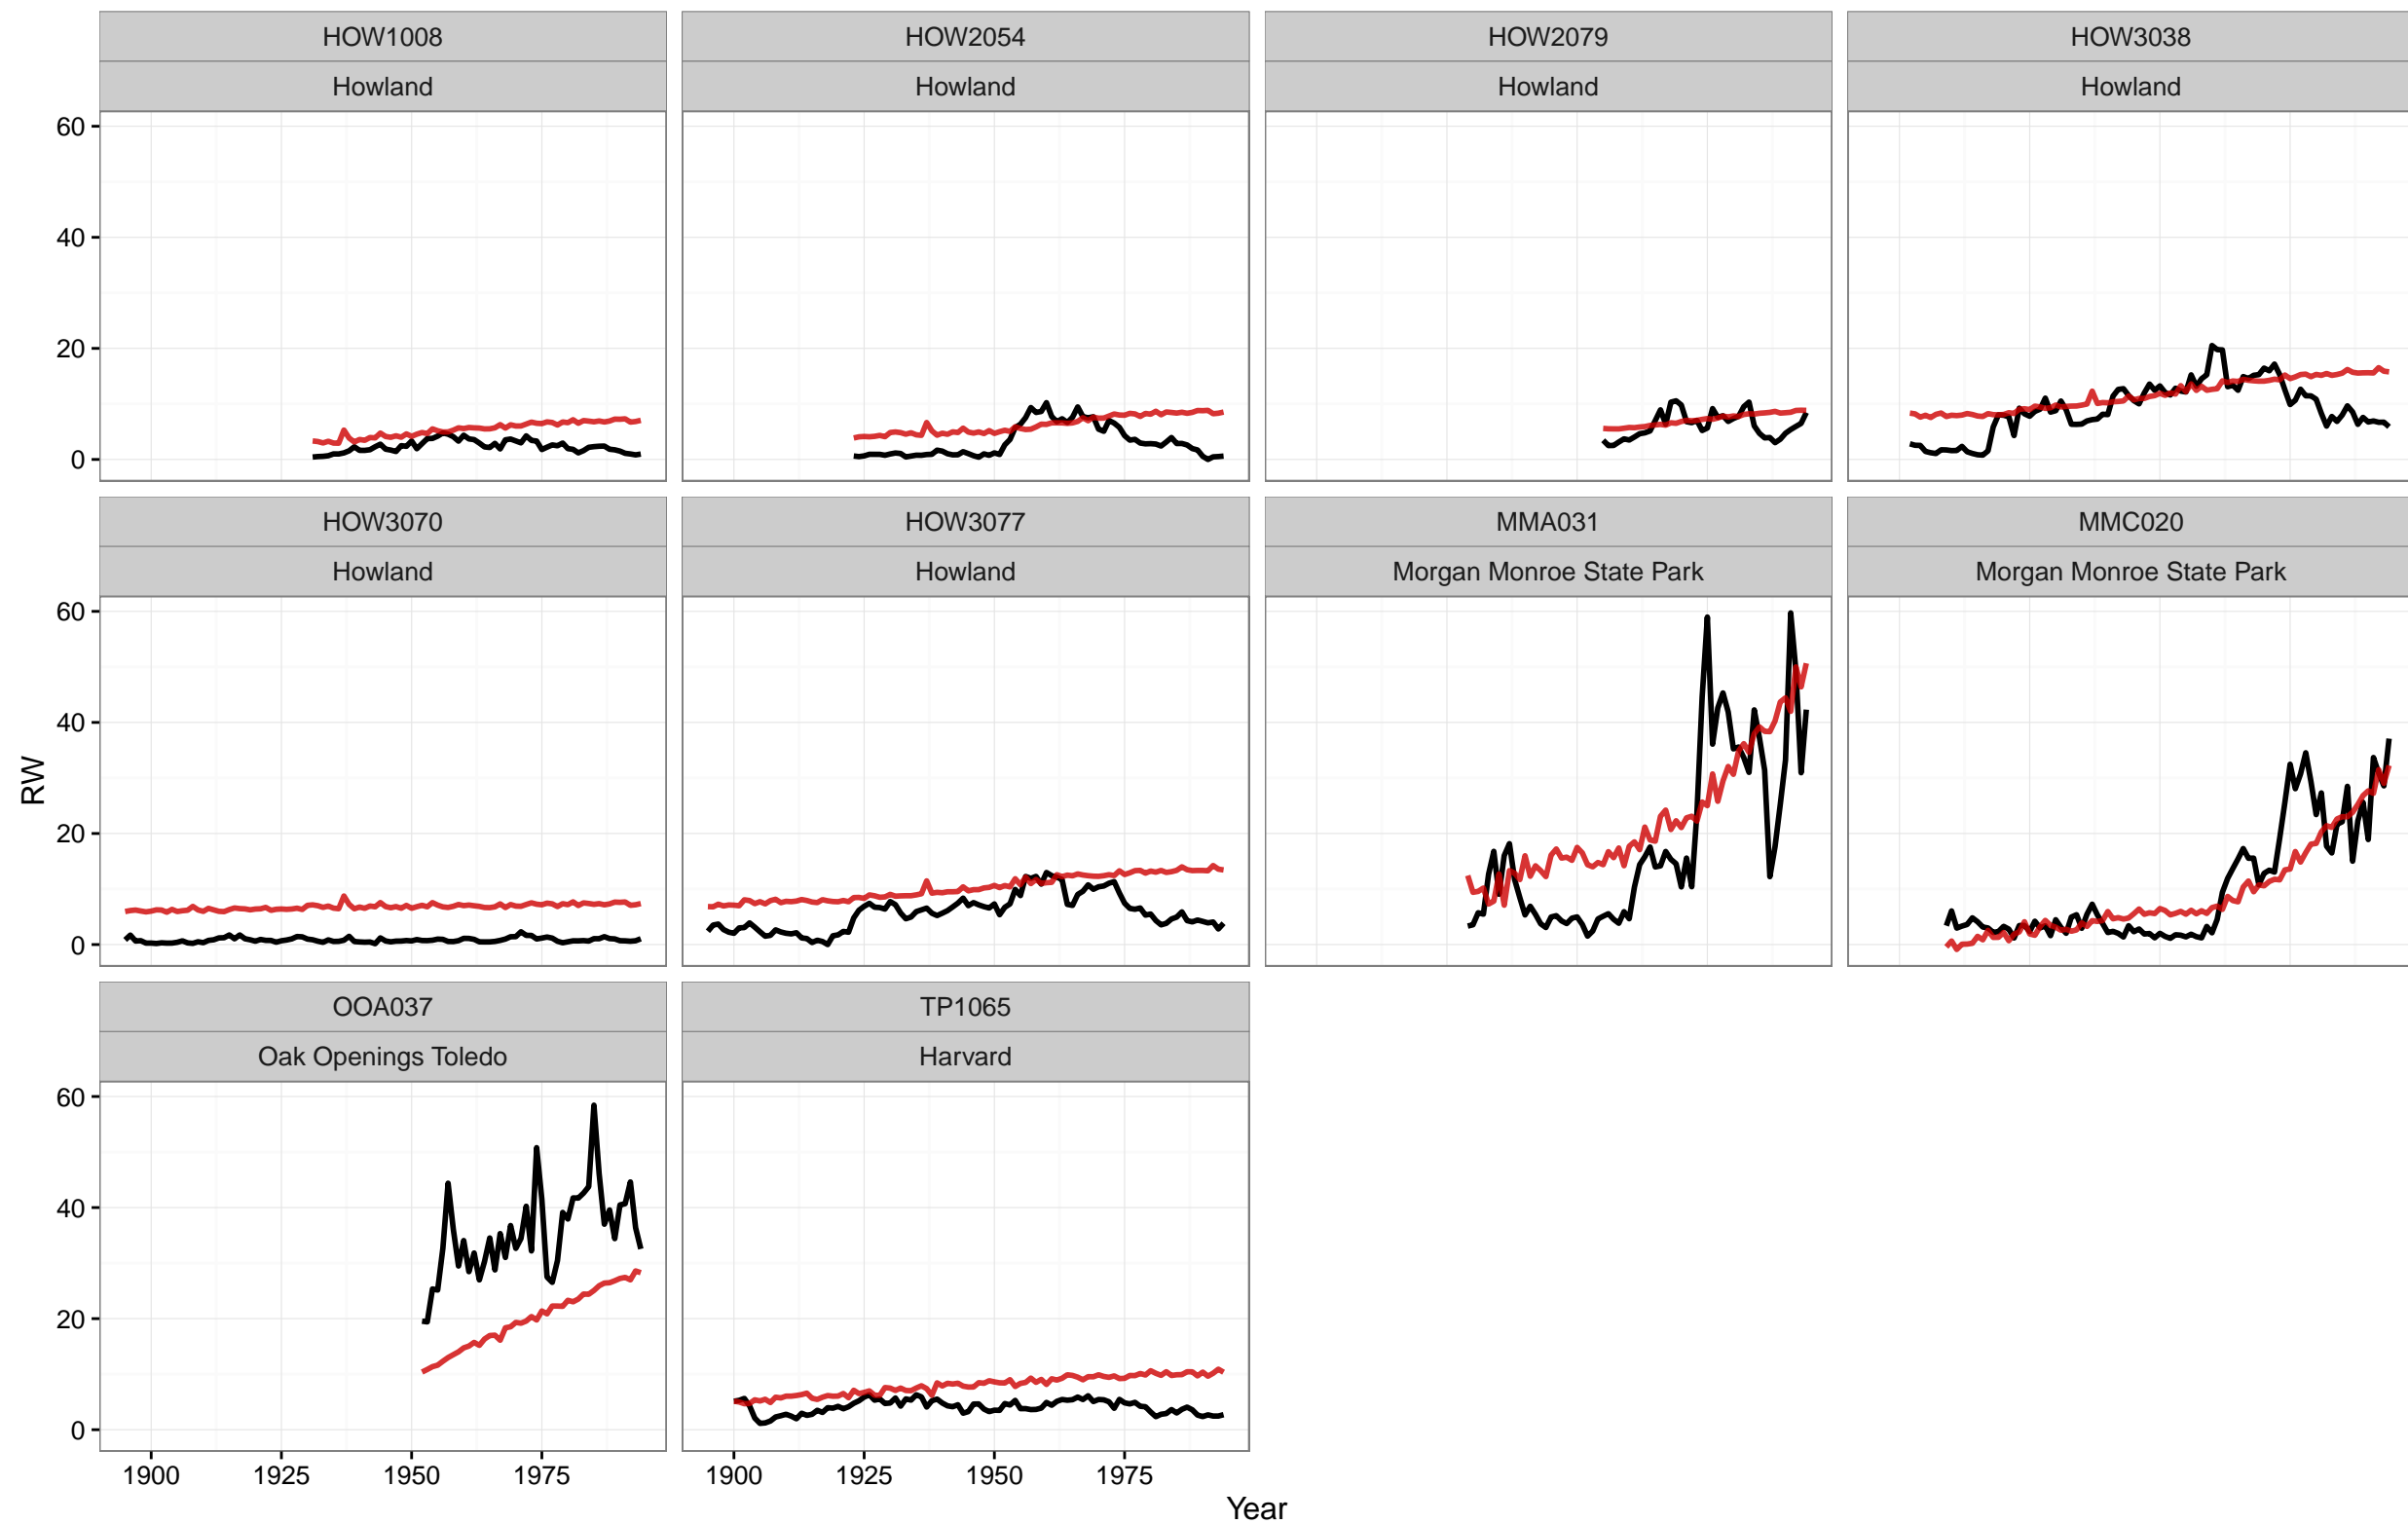 HOW1008 HOW2054 HOW2079 HOW3038
Howland Howland Howland Howland
60
40
20
0
HOW3070 HOW3077 MMA031 MMC020
Howland Howland Morgan Monroe State Park Morgan Monroe State Park
60
40
20
0
RW
OOA037 TP1065
Oak Openings Toledo Harvard
60
40
20
0
1900 1925 1950 1975 1900 1925 1950 1975
Year